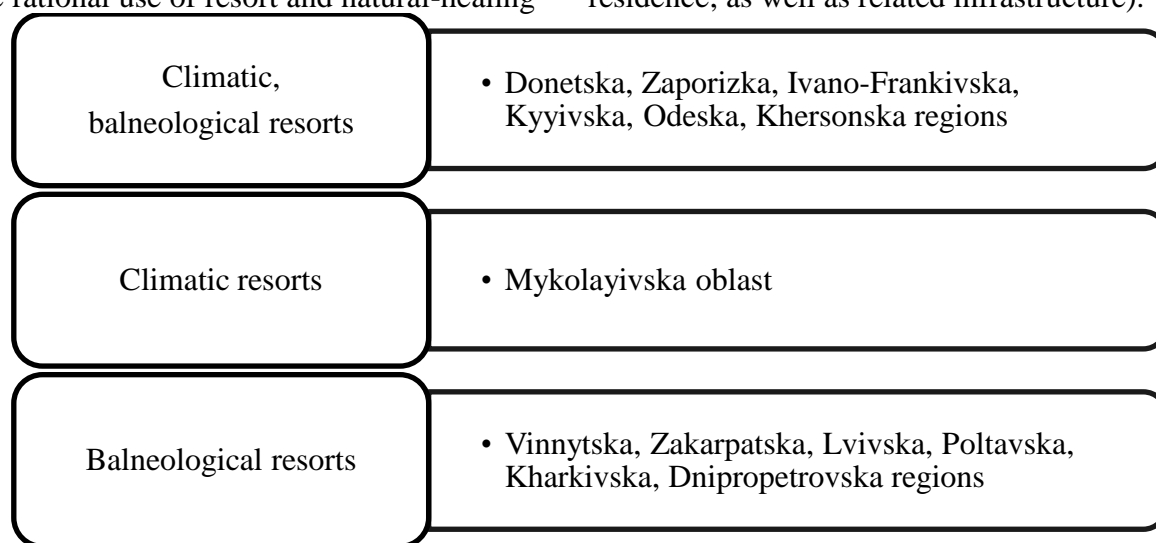 rational use of resort and natural-healing
residence, as well as related infrastructure).
Climatic,
balneological resorts
• Donetska, Zaporizka, Ivano-Frankivska,
Kyyivska, Odeska, Khersonska regions
Climatic resorts
• Mykolayivska oblast
Balneological resorts
• Vinnytska, Zakarpatska, Lvivska, Poltavska,
Kharkivska, Dnipropetrovska regions